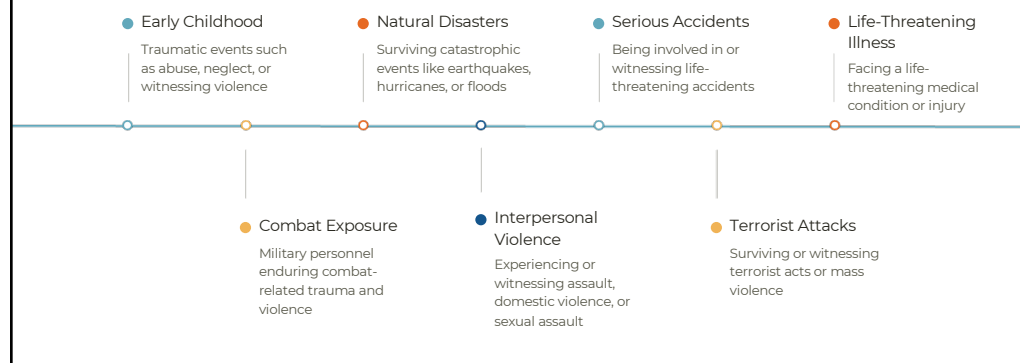 Early Childhood
Traumatic events such
as abuse, neglect, or
witnessing violence
Natural Disasters
Surviving catastrophic
events like earthquakes,
hurricanes, or floods
Serious Accidents
Being involved in or
witnessing life-
threatening accidents
Life-Threatening
Illness
Facing a life-
threatening medical
condition or injury
Combat Exposure
Military personnel
enduring combat-
related trauma and
violence
Interpersonal
Violence
Experiencing or
witnessing assault,
domestic violence, or
sexual assault
Terrorist Attacks
Surviving or witnessing
terrorist acts or mass
violence